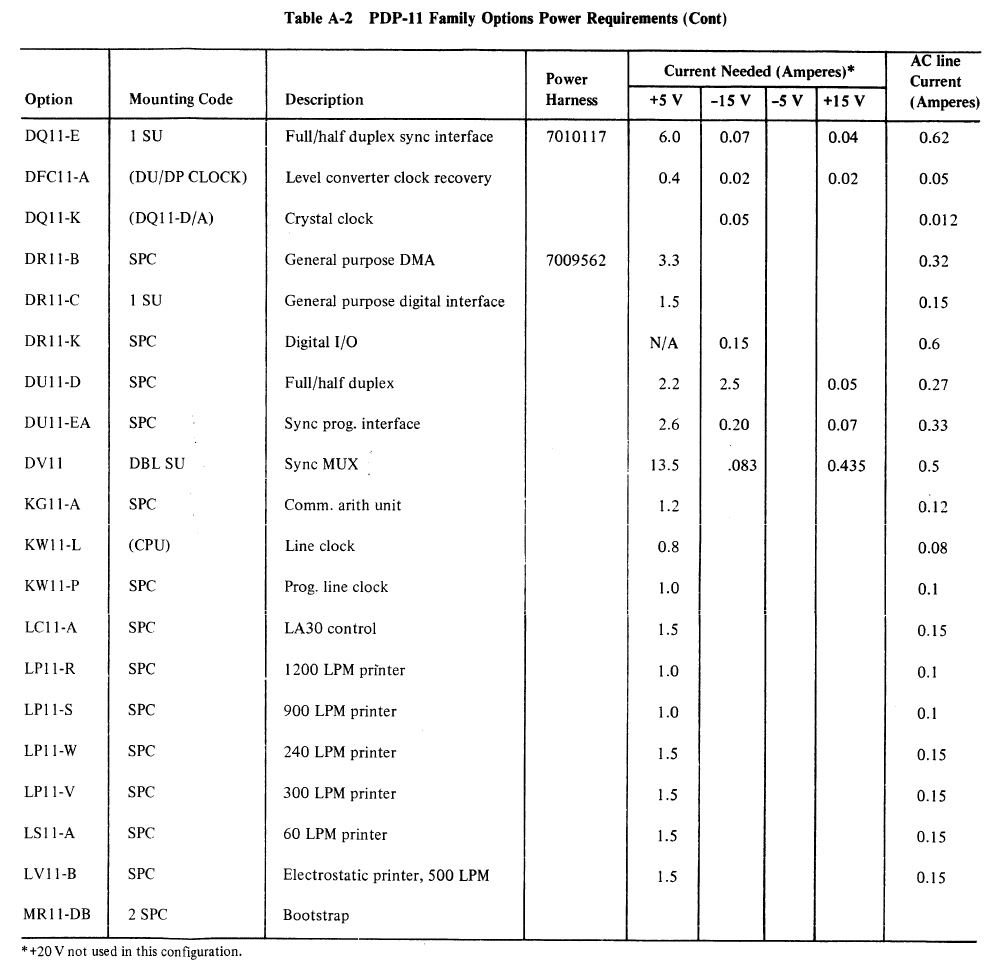 Table A-2 PDP-11 Family Options Power Requirements (Cont)
Option Mounting Code Description Power Harness Current Needed (Amperes)* AC line Current (Amperes)
+5 V -15 V -5 V +15 V
DQ11-E 1 SU Full/half duplex sync interface 7010117 6.0 0.07 0.04 0.62
DFC11-A (DU/DP CLOCK) Level converter clock recovery 0.4 0.02 0.02 0.05
DQ11-K (DQ11-D/A) Crystal clock 0.05 0.012
DR11-B SPC General purpose DMA 7009562 3.3 0.32
DR11-C 1 SU General purpose digital interface 1.5 0.15
DR11-K SPC Digital I/O N/A 0.15 0.6
DU11-D SPC Full/half duplex 2.2 2.5 0.05 0.27
DU11-EA SPC Sync prog. interface 2.6 0.20 0.07 0.33
DV11 DBL SU Sync MUX 13.5 .083 0.435 0.5
KG11-A SPC Comm. arith unit 1.2 0.12
KW11-L (CPU) Line clock 0.8 0.08
KW11-P SPC Prog. line clock 1.0 0.1
LC11-A SPC LA30 control 1.5 0.15
LP11-R SPC 1200 LPM printer 1.0 0.1
LP11-S SPC 900 LPM printer 1.0 0.1
LP11-W SPC 240 LPM printer 1.5 0.15
LP11-V SPC 300 LPM printer 1.5 0.15
LS11-A SPC 60 LPM printer 1.5 0.15
LV11-B SPC Electrostatic printer, 500 LPM 1.5 0.15
MR11-DB 2 SPC Bootstrap
*+20 V not used in this configuration.